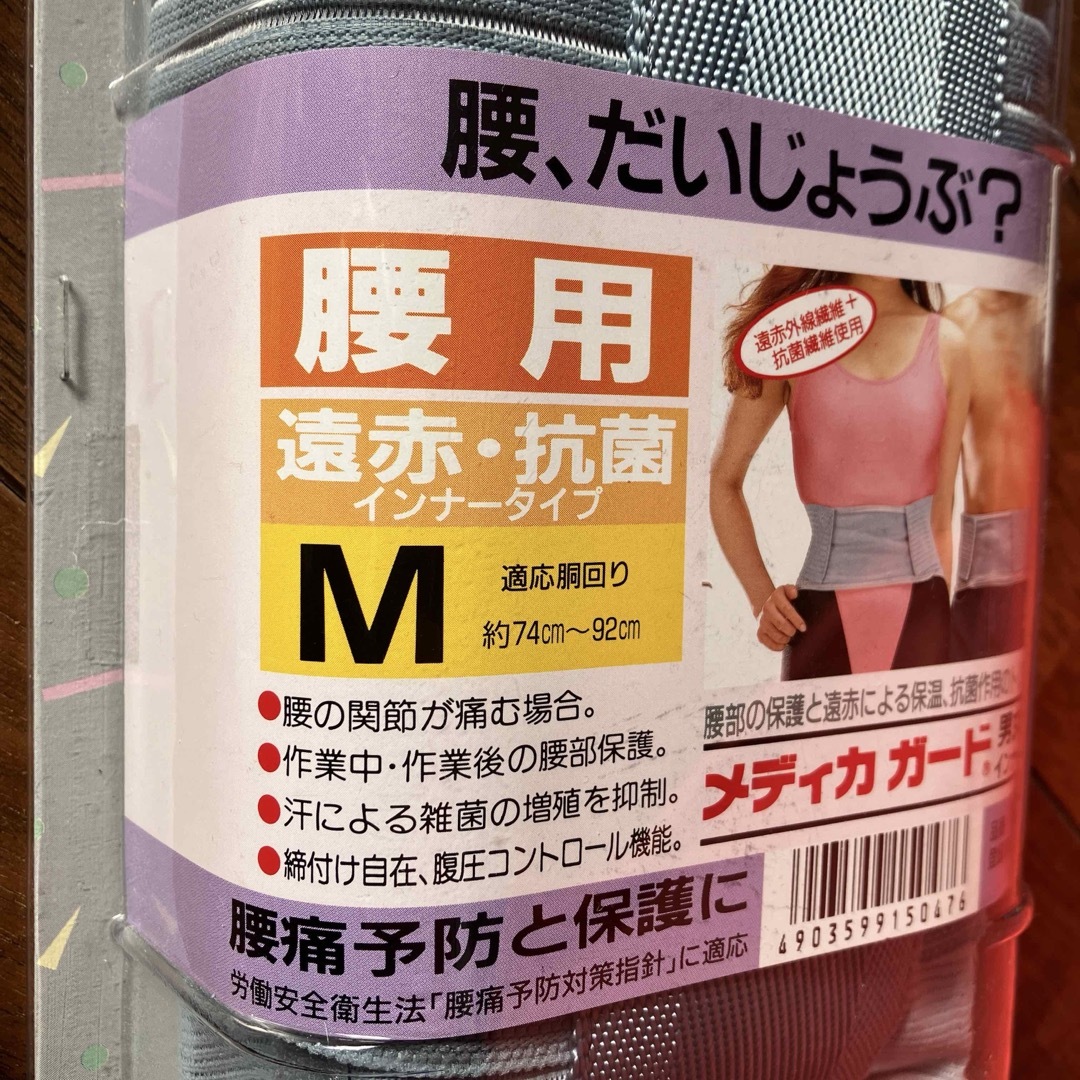 腰、だいじょうぶ?
腰用
遠赤・抗菌
インナータイプ
M
適応胴回り
約74cm〜92cm
遠赤外線繊維+
抗菌繊維使用
●腰の関節が痛む場合。
●作業中・作業後の腰部保護。
●汗による雑菌の増殖を抑制。
●締付け自在、腹圧コントロール機能。
腰部の保護と遠赤による保温、抗菌作用の
メディカ ガード®
男
イン
4903599150476
腰痛予防と保護に
労働安全衛生法「腰痛予防対策指針」に適応